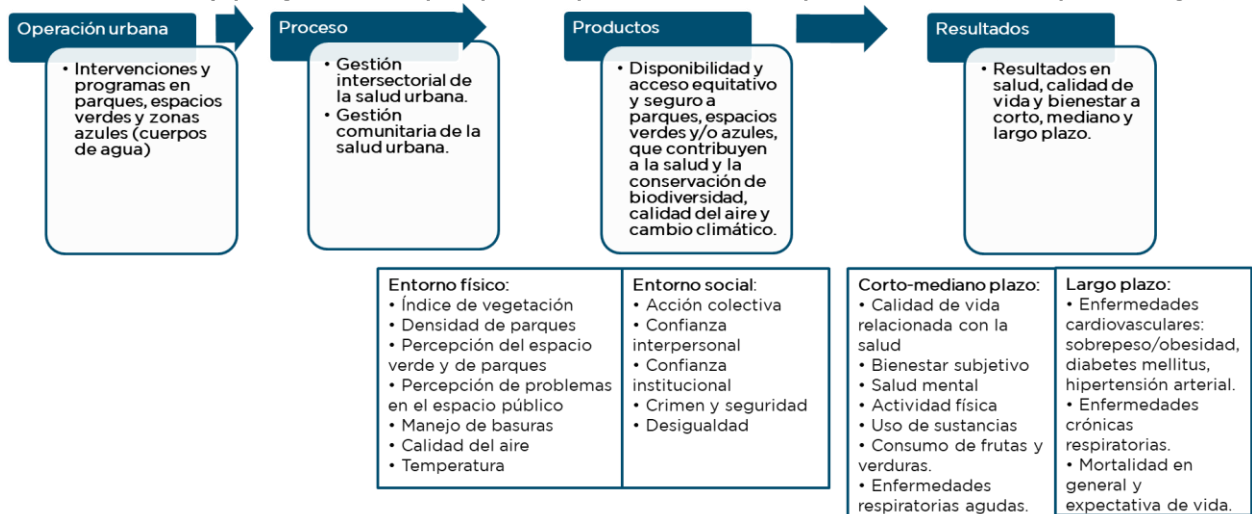 Operación urbana
• Intervenciones y
programas en
parques, espacios
verdes y zonas
azules (cuerpos
de agua)
Proceso
• Gestión
intersectorial de
la salud urbana.
• Gestión
comunitaria de la
salud urbana.
Productos
• Disponibilidad y
acceso equitativo
y seguro a
parques, espacios
verdes y/o azules,
que contribuyen
a la salud y la
conservación de
biodiversidad,
calidad del aire y
cambio climático.
Resultados
• Resultados en
salud, calidad de
vida y bienestar a
corto, mediano y
largo plazo.
Entorno físico:
• Índice de vegetación
• Densidad de parques
• Percepción del espacio
verde y de parques
• Percepción de problemas
en el espacio público
• Manejo de basuras
• Calidad del aire
• Temperatura
Entorno social:
• Acción colectiva
• Confianza
interpersonal
• Confianza
institucional
• Crimen y seguridad
• Desigualdad
Corto-mediano plazo:
• Calidad de vida
relacionada con la
salud
• Bienestar subjetivo
• Salud mental
• Actividad física
• Uso de sustancias
• Consumo de frutas y
verduras.
• Enfermedades
respiratorias agudas.
Largo plazo:
• Enfermedades
cardiovasculares:
sobrepeso/obesidad,
diabetes mellitus,
hipertensión arterial.
• Enfermedades
crónicas
respiratorias.
• Mortalidad en
general y
expectativa de vida.